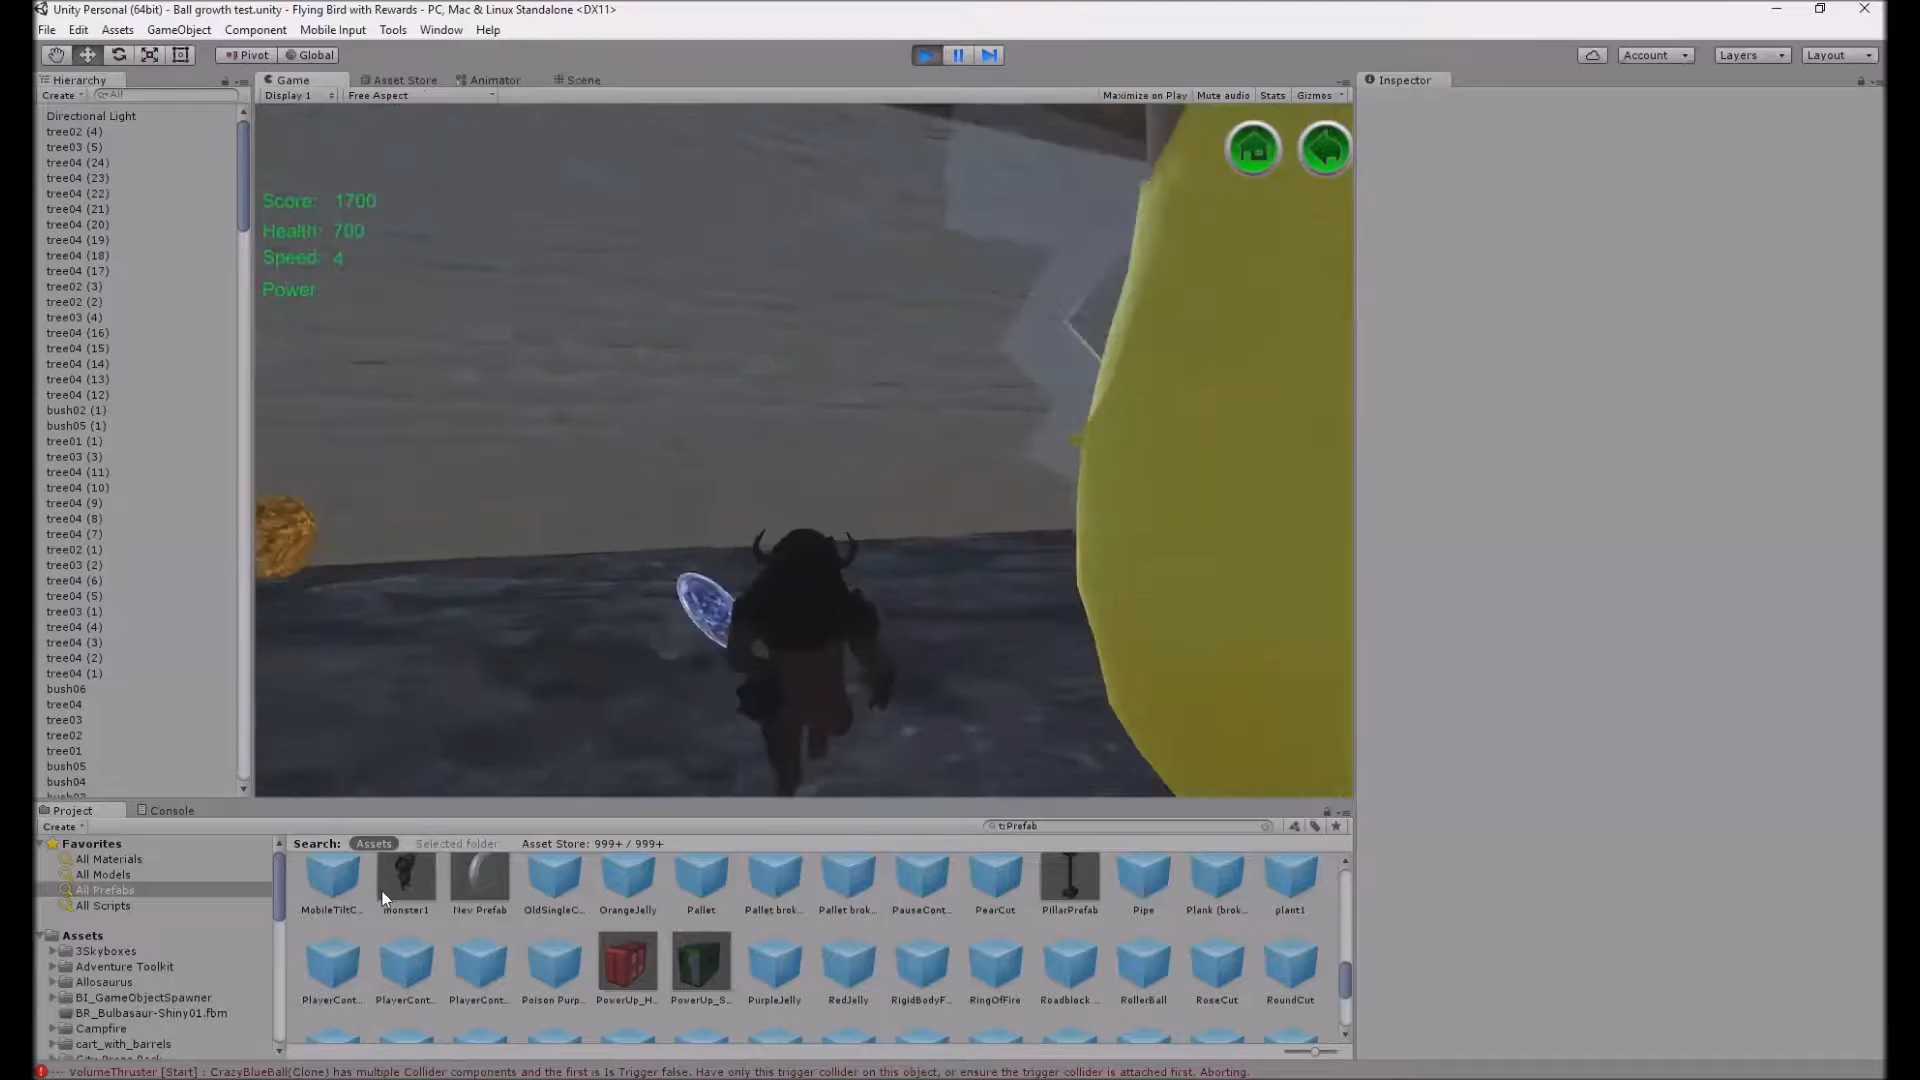 Unity Personal (64bit) - Ball growth test.unity - Flying Bird with Rewards - PC, Mac & Linux Standalone <DX11>
File Edit Assets GameObject Component Mobile Input Tools Window Help
Pivot Global Account Layers Layout
Hierarchy Game Asset Store Animator Scene Inspector
Create All Display 1 Free Aspect Maximize on Play Mute audio Stats Gizmos
Directional Light
tree02 (4)
tree03 (5)
tree04 (24)
tree04 (23)
tree04 (22)
tree04 (21)
tree04 (20)
tree04 (19)
tree04 (18)
tree04 (17)
tree02 (3)
tree02 (2)
tree03 (4)
tree04 (16)
tree04 (15)
tree04 (14)
tree04 (13)
tree04 (12)
bush02 (1)
bush05 (1)
tree01 (1)
tree03 (3)
tree04 (11)
tree04 (10)
tree04 (9)
tree04 (8)
tree04 (7)
tree02 (1)
tree03 (2)
tree04 (6)
tree04 (5)
tree03 (1)
tree04 (4)
tree04 (3)
tree04 (2)
tree04 (1)
bush06
tree04
tree03
tree02
tree01
bush05
bush04
Score: 1700
Health: 700
Speed: 4
Power:
Project Console
Create t:Prefab
Favorites
All Materials
All Models
All Prefabs
All Scripts
Assets
3Skyboxes
Adventure Toolkit
Allosaurus
BI_GameObjectSpawner
BR_Bulbasaur-Shiny01.fbm
Campfire
cart_with_barrels
Search: Assets Selected folder Asset Store: 999+ / 999+
MobileTiltC... monster1 New Prefab OldSingleC... OrangeJelly Pallet Pallet brok... Pallet brok... PauseCont... PearCut PillarPrefab Pipe Plank (brok... plant1
PlayerCont... PlayerCont... PlayerCont... Poison Purp... PowerUp_H... PowerUp_S... PurpleJelly RedJelly RigidBodyF... RingOfFire Roadblock ... RollerBall RoseCut RoundCut
--- VolumeThruster [Start] : CrazyBlueBall(Clone) has multiple Collider components and the first is Is Trigger false. Have only this trigger collider on this object, or ensure the trigger collider is attached first. Aborting.